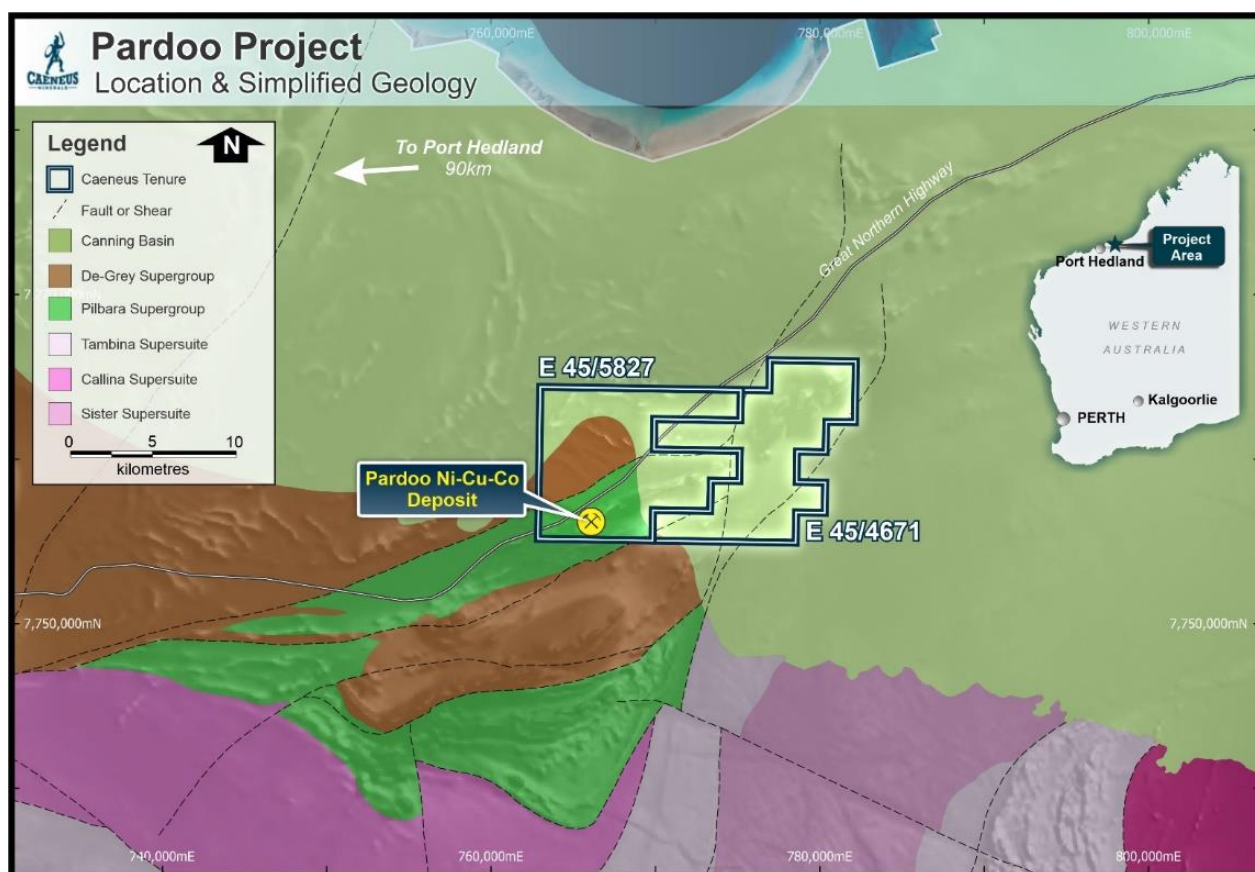 760,000mE
780,000mE
800,000mE
CAENEUS
MINERALS
Pardoo Project
Location & Simplified Geology
Legend
N
Caeneus Tenure
Fault or Shear
Canning Basin
De-Grey Supergroup
Pilbara Supergroup
Tambina Supersuite
Callina Supersuite
Sister Supersuite
0 5 10
kilometres
To Port Hedland
90km
Great Northern Highway
Project
Area
Port Hedland
WESTERN
AUSTRALIA
Kalgoorlie
PERTH
E 45/5827
Pardoo Ni-Cu-Co
Deposit
E 45/4671
7,750,000mN
7,750,000mN
740,000mE
760,000mE
780,000mE
800,000mE